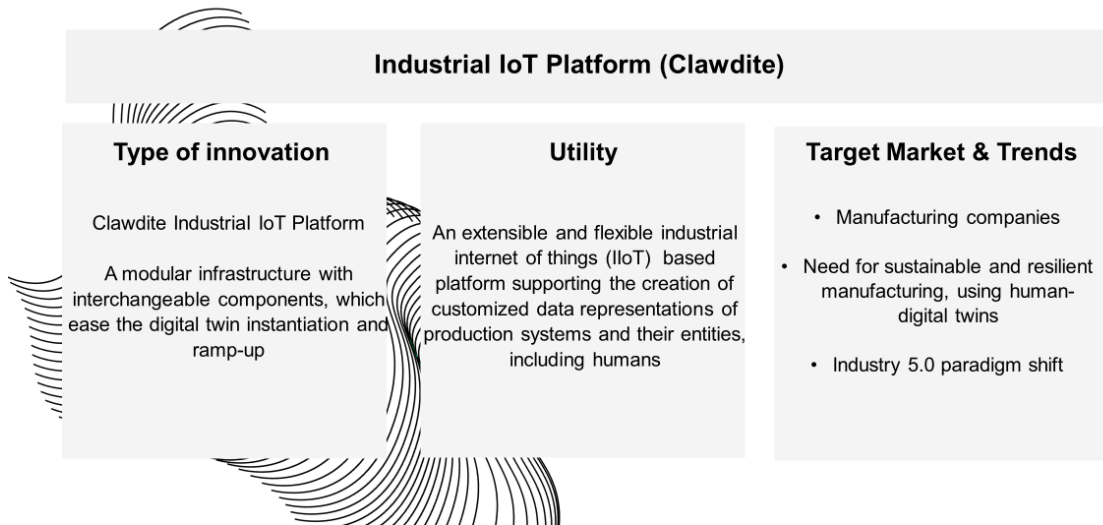 Industrial IoT Platform (Clawdite)
Type of innovation
Clawdite Industrial IoT Platform
A modular infrastructure with
interchangeable components, which
ease the digital twin instantiation and
ramp-up
Utility
An extensible and flexible industrial
internet of things (IIoT) based
platform supporting the creation of
customized data representations of
production systems and their entities,
including humans
Target Market & Trends
• Manufacturing companies
• Need for sustainable and resilient
manufacturing, using human-
digital twins
• Industry 5.0 paradigm shift